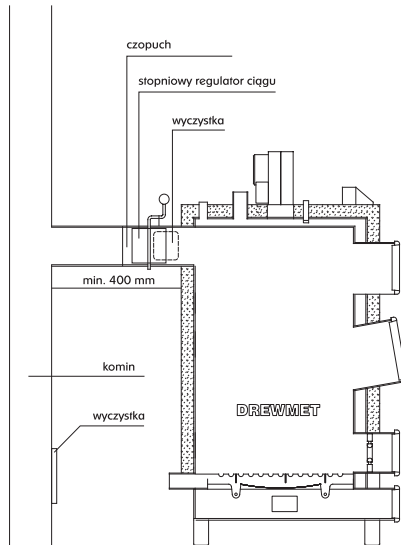 czopuch
stopniowy regulator ciągu
wyczystka
min. 400 mm
komin
wyczystka
DREWMET